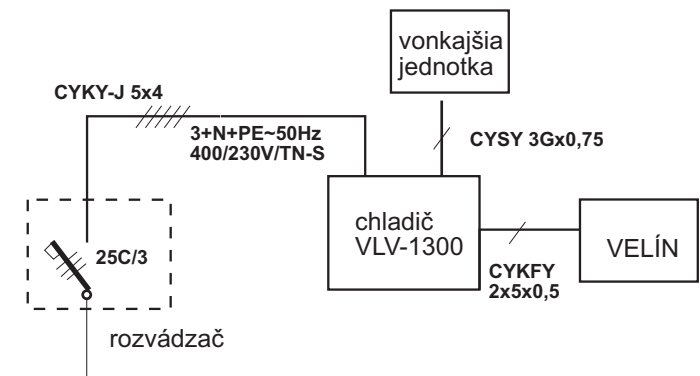 vonkajšia
jednotka
CYKY-J 5x4
3+N+PE~50Hz
400/230V/TN-S
CYSY 3Gx0,75
chladič
VLV-1300
VELÍN
CYKFY
2x5x0,5
25C/3
rozvádzač